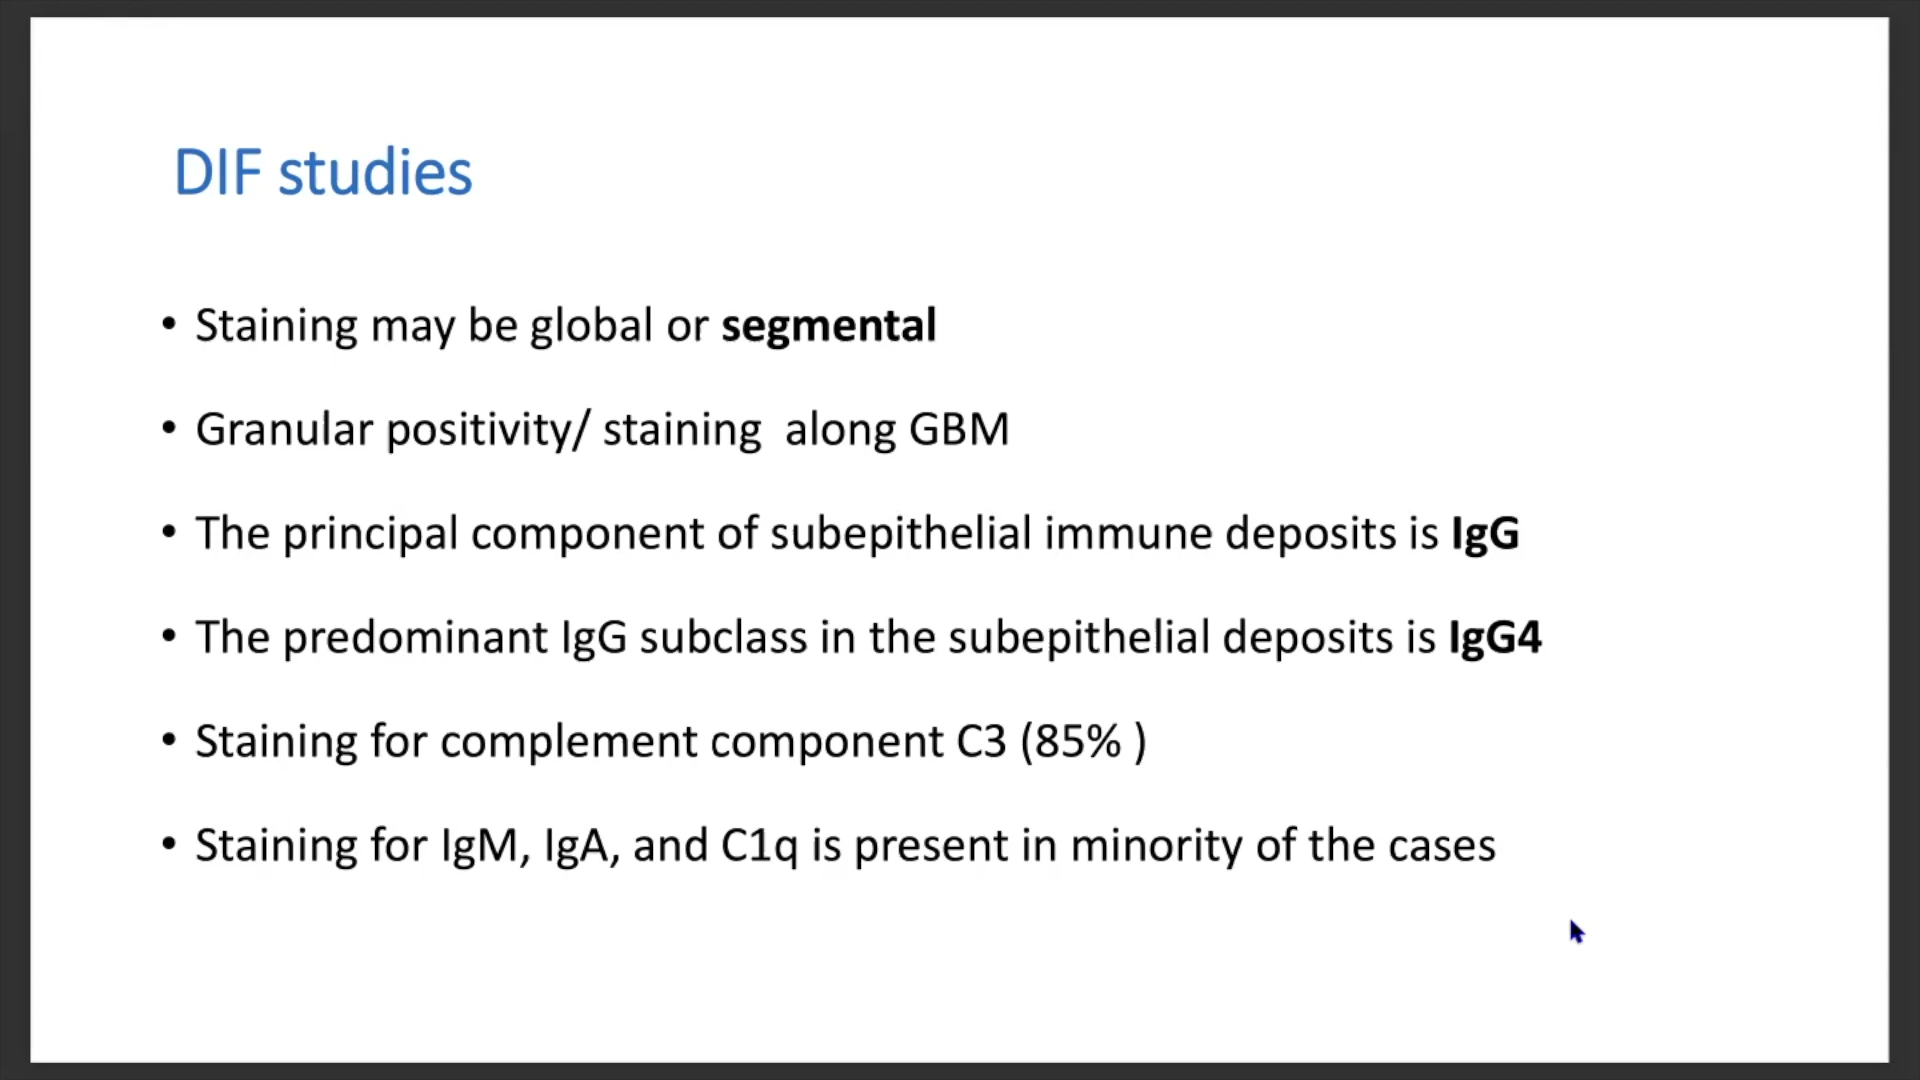 DIF studies
• Staining may be global or segmental
• Granular positivity/ staining  along GBM
• The principal component of subepithelial immune deposits is IgG
• The predominant IgG subclass in the subepithelial deposits is IgG4
• Staining for complement component C3 (85% )
• Staining for IgM, IgA, and C1q is present in minority of the cases